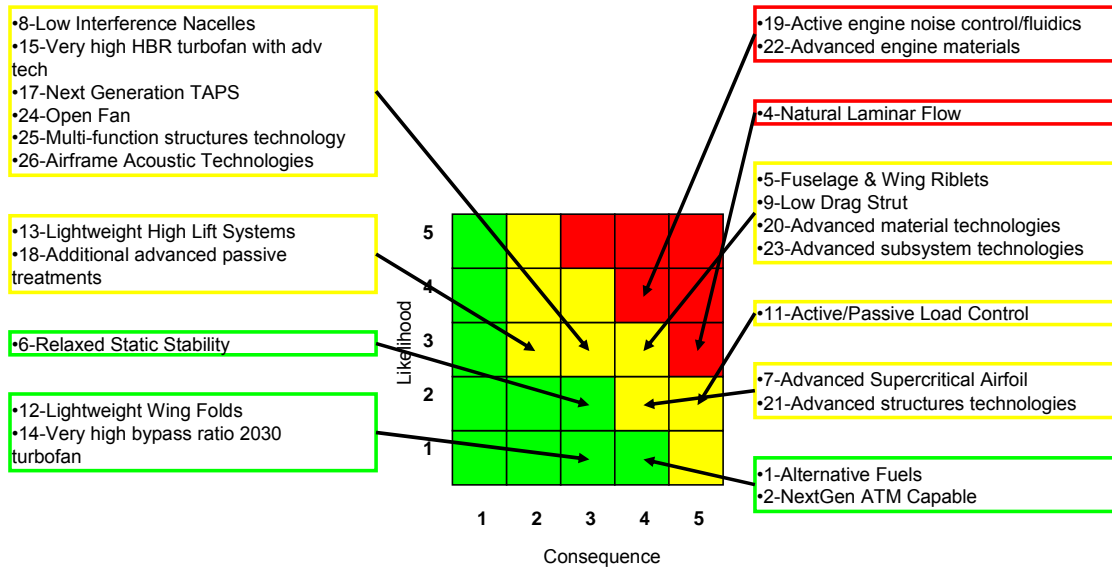 •8-Low Interference Nacelles
•15-Very high HBR turbofan with adv
tech
•17-Next Generation TAPS
•24-Open Fan
•25-Multi-function structures technology
•26-Airframe Acoustic Technologies
•13-Lightweight High Lift Systems
•18-Additional advanced passive
treatments
•6-Relaxed Static Stability
•12-Lightweight Wing Folds
•14-Very high bypass ratio 2030
turbofan
Likelihood
5
4
3
2
1
1 2 3 4 5
Consequence
•19-Active engine noise control/fluidics
•22-Advanced engine materials
•4-Natural Laminar Flow
•5-Fuselage & Wing Riblets
•9-Low Drag Strut
•20-Advanced material technologies
•23-Advanced subsystem technologies
•11-Active/Passive Load Control
•7-Advanced Supercritical Airfoil
•21-Advanced structures technologies
•1-Alternative Fuels
•2-NextGen ATM Capable